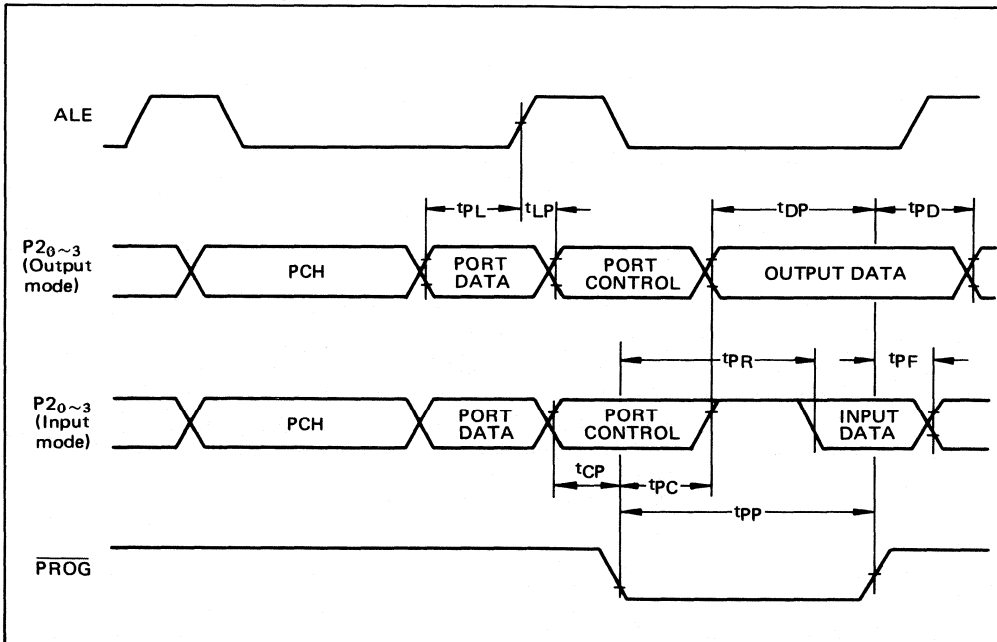 ALE
tPL
tLP
tDP
tPD
P20~3
(Output
mode)
PCH
PORT
DATA
PORT
CONTROL
OUTPUT DATA
tPR
tPF
P20~3
(Input
mode)
PCH
PORT
DATA
PORT
CONTROL
INPUT
DATA
tCP
tPC
tPP
PROG